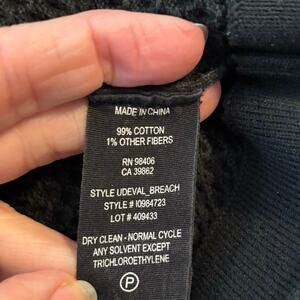 MADE IN CHINA
99% COTTON
1% OTHER FIBERS
RN 98406
CA 39862
STYLE UDEVAL_BREACH
STYLE # I0984723
LOT # 409433
DRY CLEAN - NORMAL CYCLE
ANY SOLVENT EXCEPT
TRICHLOROETHYLENE
P